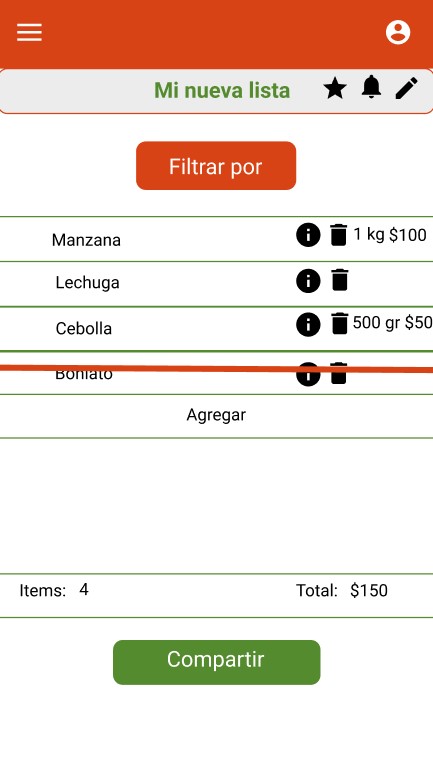 Mi nueva lista
Filtrar por
Manzana 1 kg $100
Lechuga
Cebolla 500 gr $50
Boniato
Agregar
Items: 4 Total: $150
Compartir